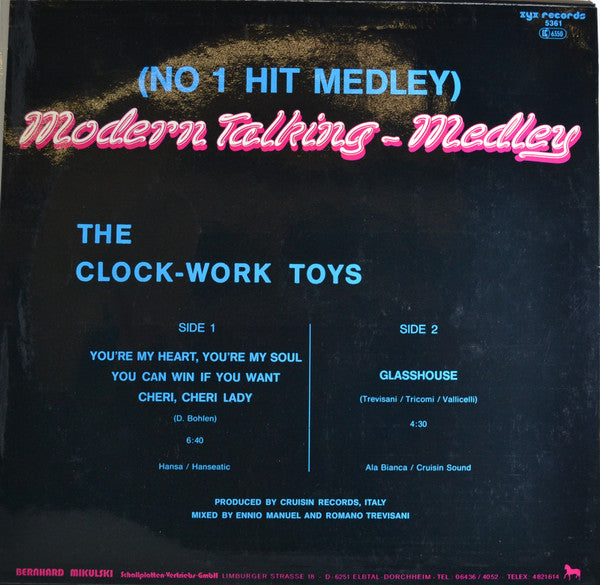 zyx records
5361
LC 6350
(NO 1 HIT MEDLEY)
Modern Talking - Medley
THE
CLOCK-WORK TOYS
SIDE 1
YOU'RE MY HEART, YOU'RE MY SOUL
YOU CAN WIN IF YOU WANT
CHERI, CHERI LADY
(D. Bohlen)
6:40
Hansa / Hanseatic
SIDE 2
GLASSHOUSE
(Trevisani / Tricomi / Vallicelli)
4:30
Ala Bianca / Cruisin Sound
PRODUCED BY CRUISIN RECORDS, ITALY
MIXED BY ENNIO MANUEL AND ROMANO TREVISANI
BERNHARD MIKULSKI Schallplatten-Vertriebs-GmbH LIMBURGER STRASSE 18 - D-6251 ELBTAL-DORCHHEIM - TEL: 06436 / 4052 - TELEX: 4821614